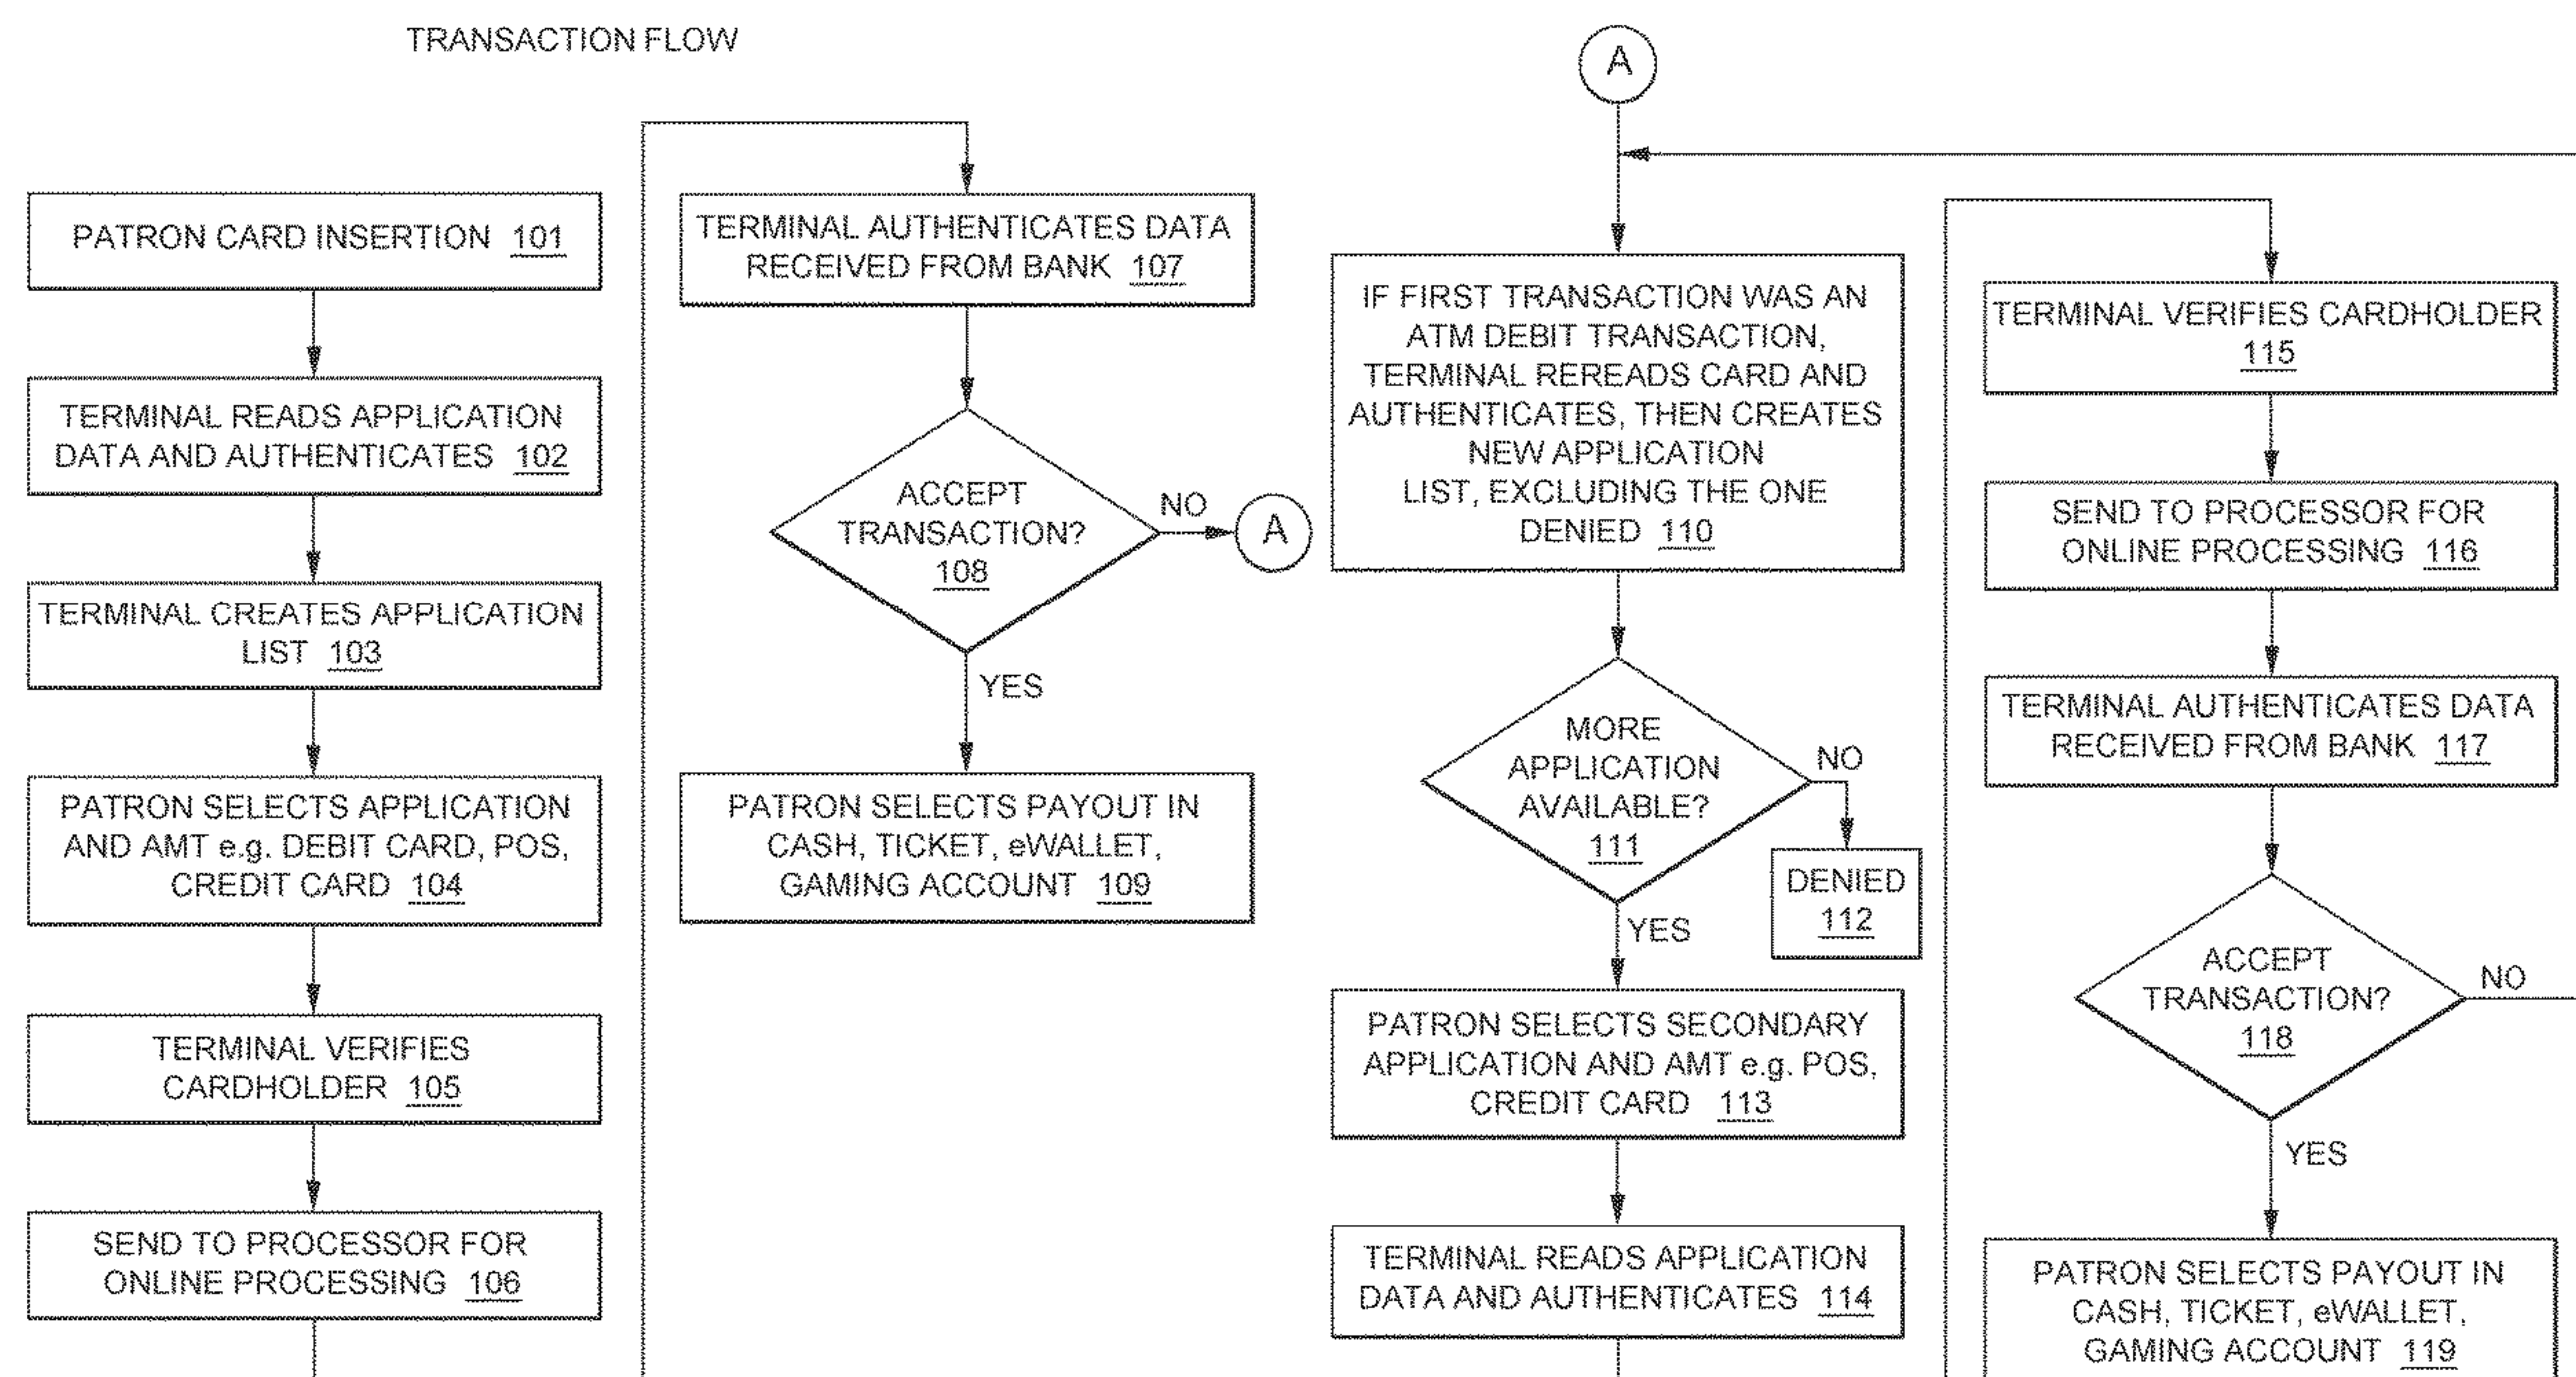 TRANSACTION FLOW
PATRON CARD INSERTION 101
TERMINAL READS APPLICATION
DATA AND AUTHENTICATES 102
TERMINAL CREATES APPLICATION
LIST 103
PATRON SELECTS APPLICATION
AND AMT e.g. DEBIT CARD, POS,
CREDIT CARD 104
TERMINAL VERIFIES
CARDHOLDER 105
SEND TO PROCESSOR FOR
ONLINE PROCESSING 106
TERMINAL AUTHENTICATES DATA
RECEIVED FROM BANK 107
ACCEPT
TRANSACTION?
108
NO
A
YES
PATRON SELECTS PAYOUT IN
CASH, TICKET, eWALLET,
GAMING ACCOUNT 109
A
IF FIRST TRANSACTION WAS AN
ATM DEBIT TRANSACTION,
TERMINAL REREADS CARD AND
AUTHENTICATES, THEN CREATES
NEW APPLICATION
LIST, EXCLUDING THE ONE
DENIED 110
MORE
APPLICATION
AVAILABLE?
111
NO
DENIED
112
YES
PATRON SELECTS SECONDARY
APPLICATION AND AMT e.g. POS,
CREDIT CARD 113
TERMINAL READS APPLICATION
DATA AND AUTHENTICATES 114
TERMINAL VERIFIES CARDHOLDER
115
SEND TO PROCESSOR FOR
ONLINE PROCESSING 116
TERMINAL AUTHENTICATES DATA
RECEIVED FROM BANK 117
ACCEPT
TRANSACTION?
118
NO
YES
PATRON SELECTS PAYOUT IN
CASH, TICKET, eWALLET,
GAMING ACCOUNT 119